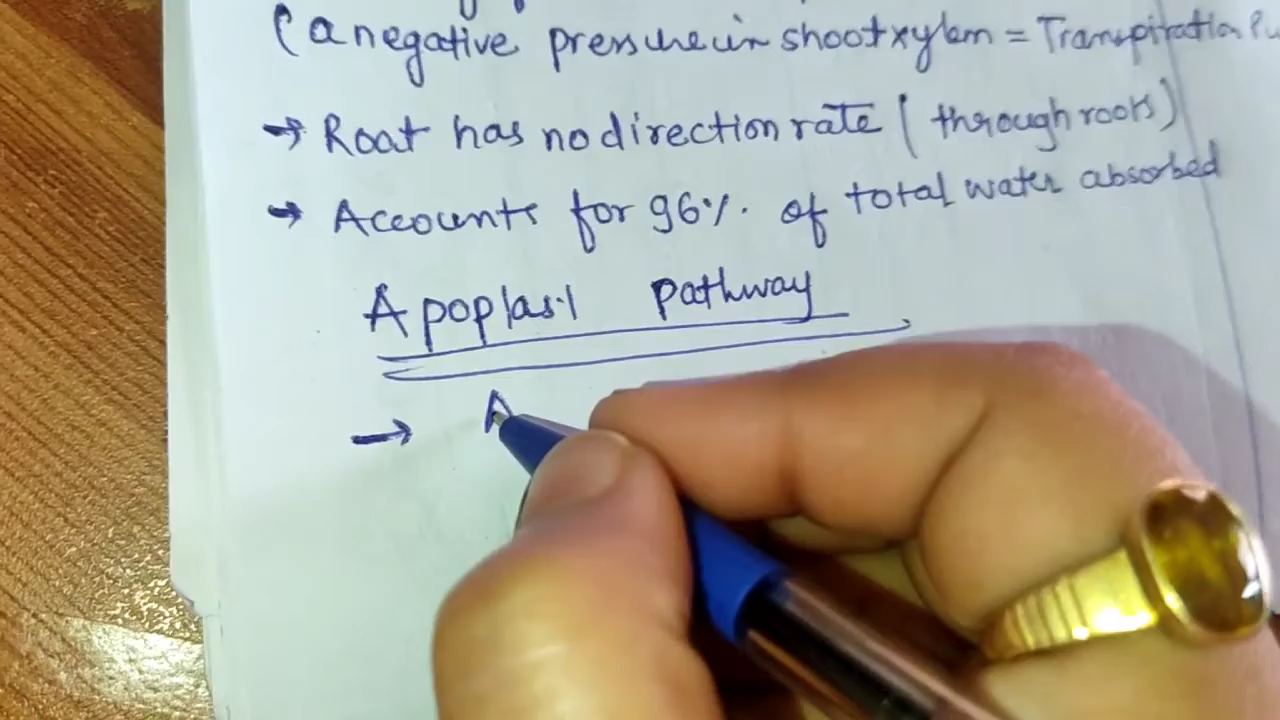 (a negative pressure in shoot xylem = Transpiration Pu
→ Root has no direction rate (through roots)
→ Accounts for 96% of total water absorbed
Apoplast Pathway
→ A